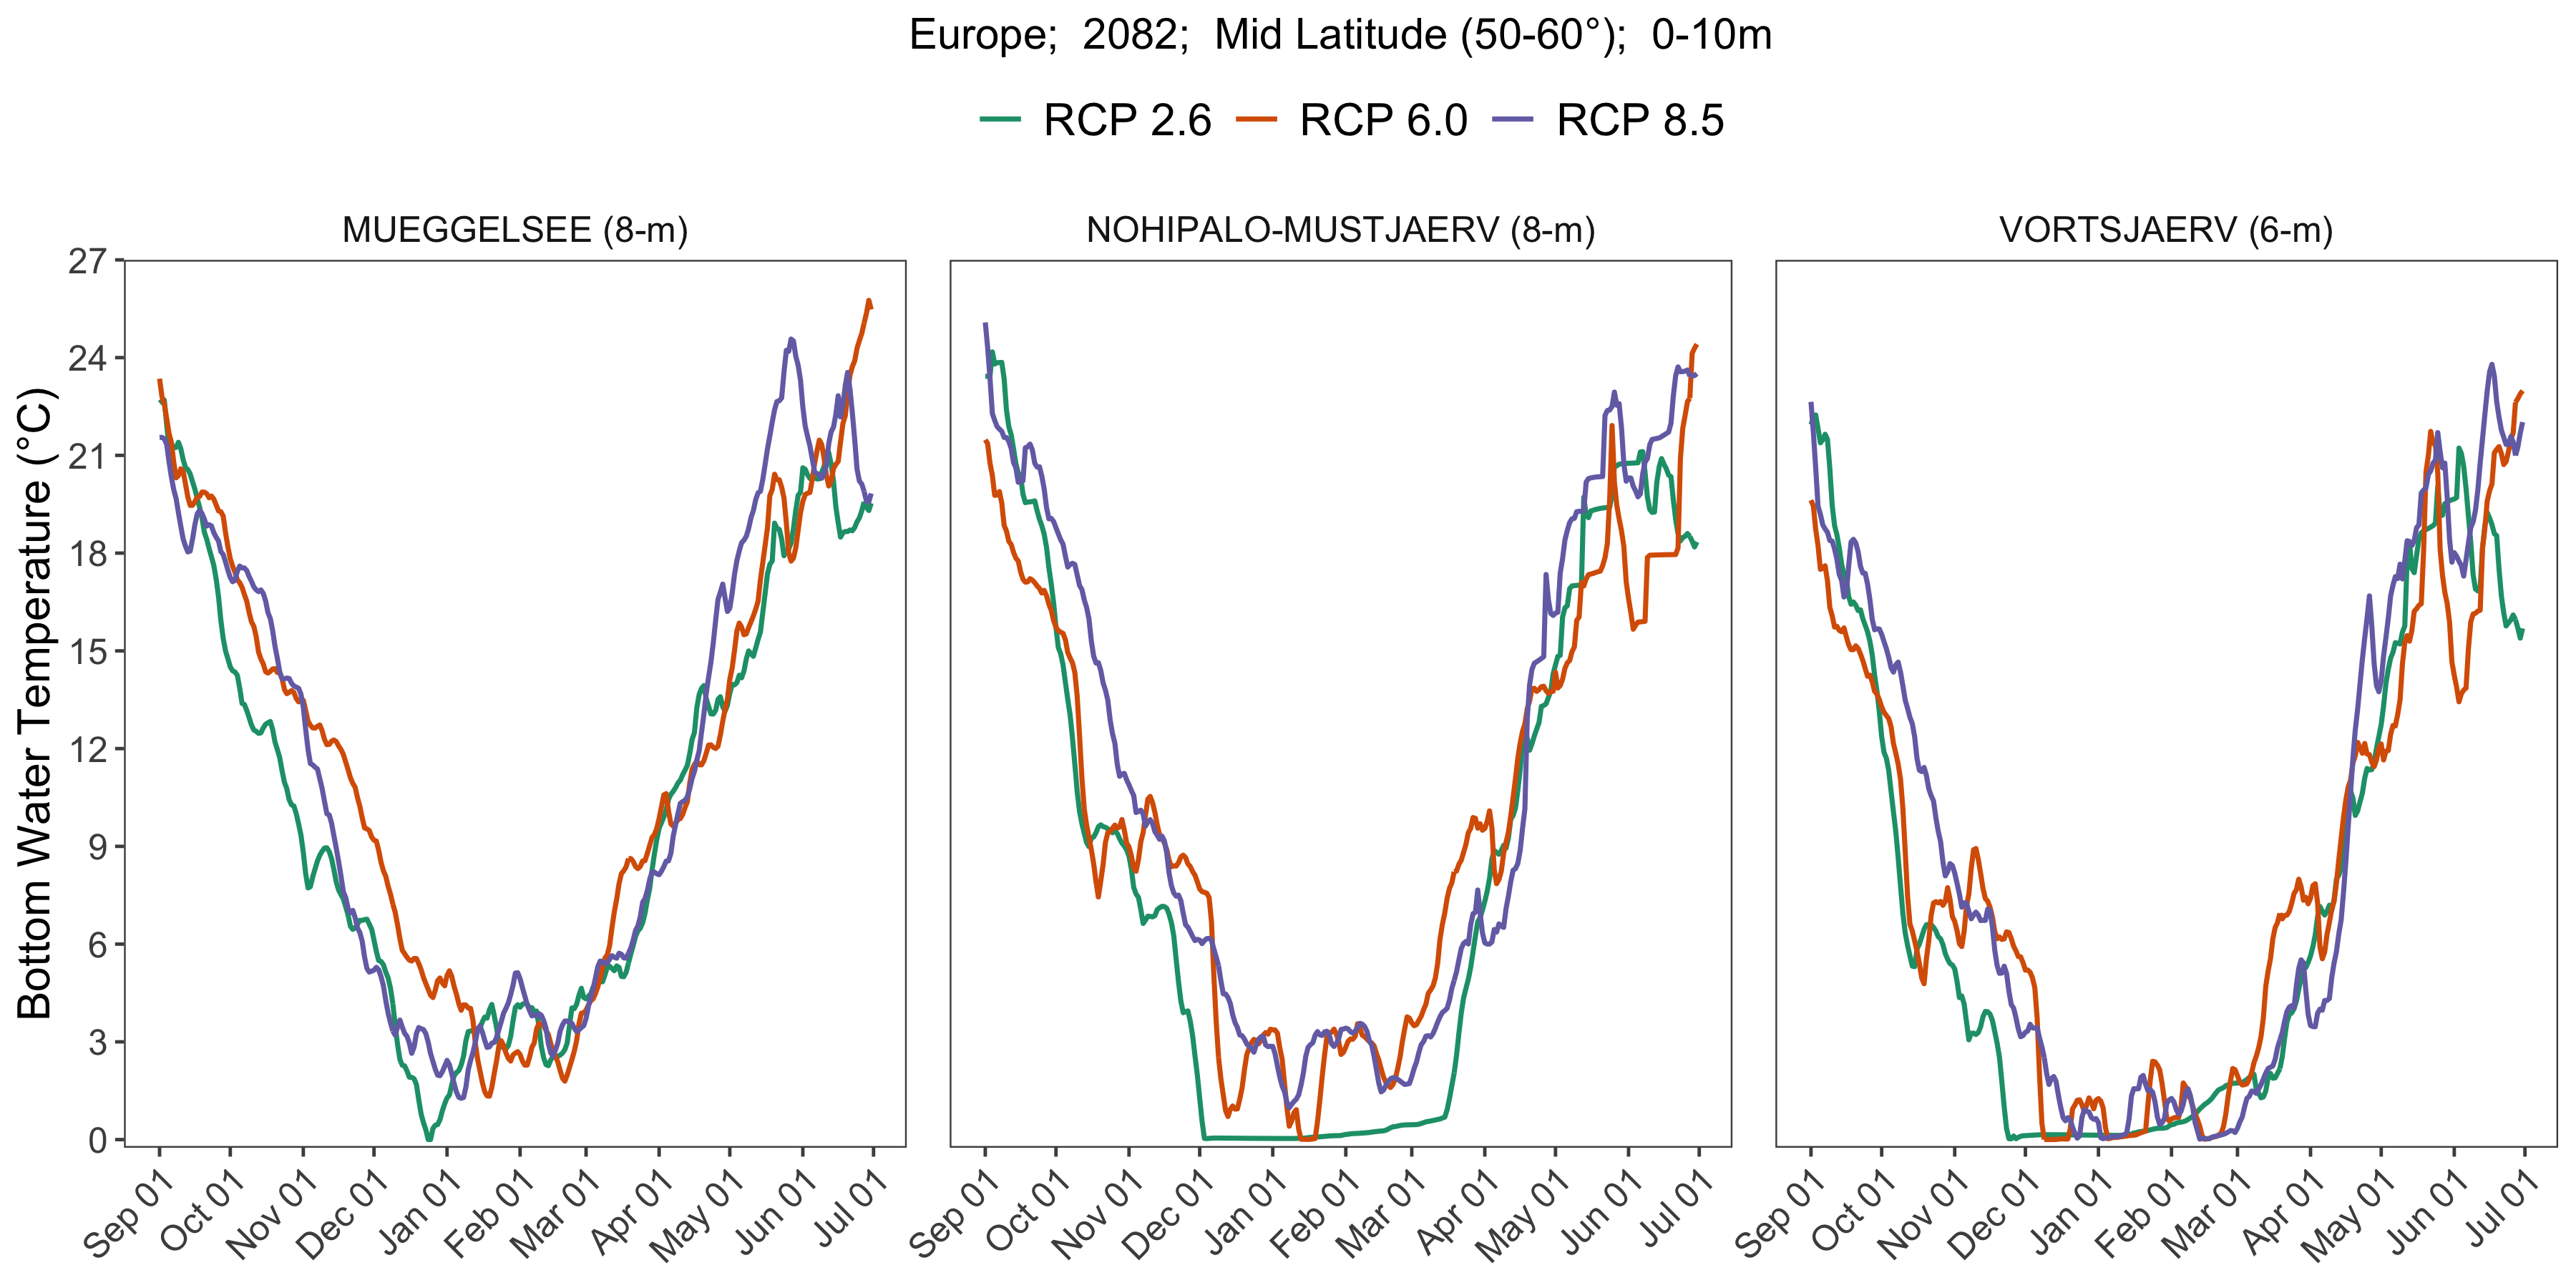 Europe;  2082;  Mid Latitude (50-60°);  0-10m
RCP 2.6 RCP 6.0 RCP 8.5
MUEGGELSEE (8-m)
NOHIPALO-MUSTJAERV (8-m)
VORTSJAERV (6-m)
Bottom Water Temperature (°C)
27
24
21
18
15
12
9
6
3
0
Sep 01 Oct 01 Nov 01 Dec 01 Jan 01 Feb 01 Mar 01 Apr 01 May 01 Jun 01 Jul 01
Sep 01 Oct 01 Nov 01 Dec 01 Jan 01 Feb 01 Mar 01 Apr 01 May 01 Jun 01 Jul 01
Sep 01 Oct 01 Nov 01 Dec 01 Jan 01 Feb 01 Mar 01 Apr 01 May 01 Jun 01 Jul 01